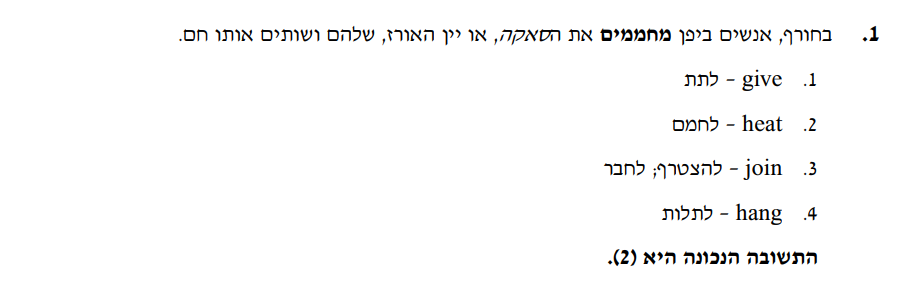 1. בחורף, אנשים ביפן מחממים את הסאקה, או יין האורז, שלהם ושותים אותו חם.
1. give – לתת
2. heat – לחמם
3. join – להצטרף; לחבר
4. hang – לתלות
התשובה הנכונה היא (2).